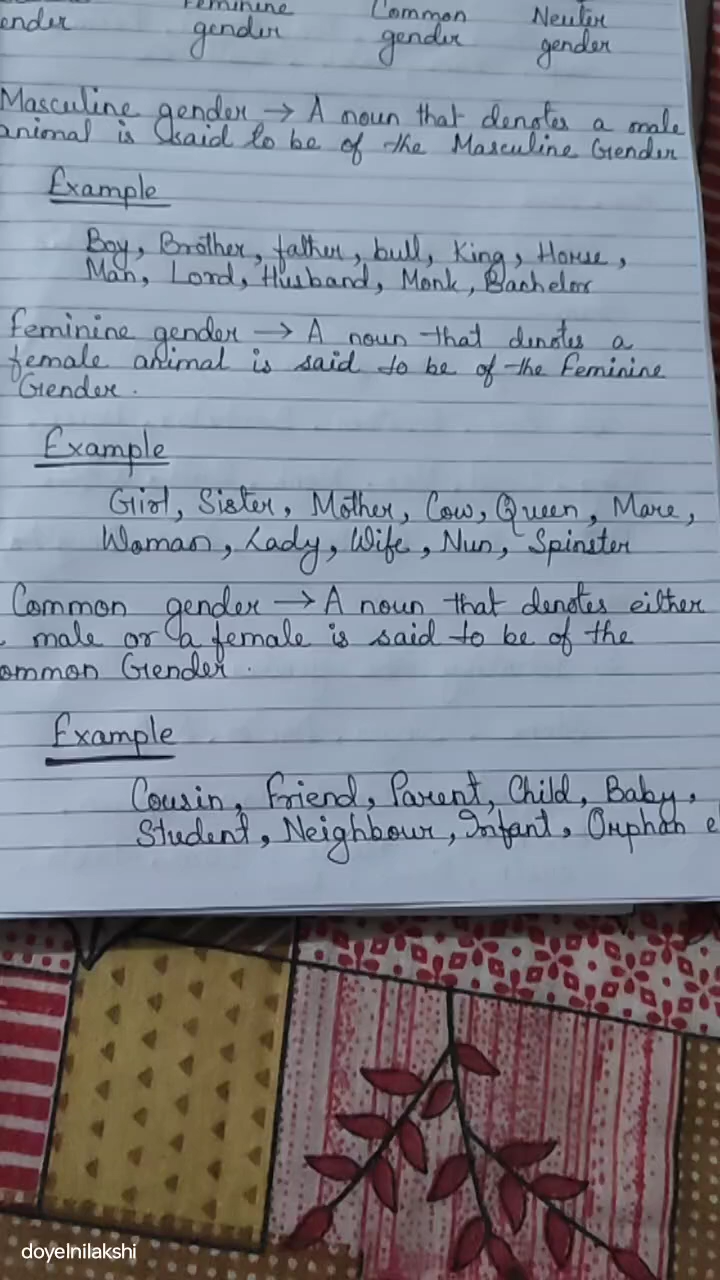 ender Feminine gender Common gender Neuter gender
Masculine gender → A noun that denotes a male
animal is said to be of the Masculine Gender
Example
Boy, Brother, father, bull, King, Horse,
Man, Lord, Husband, Monk, Bachelor
Feminine gender → A noun that denotes a
female animal is said to be of the Feminine
Gender.
Example
Girl, Sister, Mother, Cow, Queen, Mare,
Woman, Lady, Wife, Nun, Spinster
Common gender → A noun that denotes either
male or a female is said to be of the
ommon Gender.
Example
Cousin, Friend, Parent, Child, Baby,
Student, Neighbour, Infant, Orphan e
doyelnilakshi